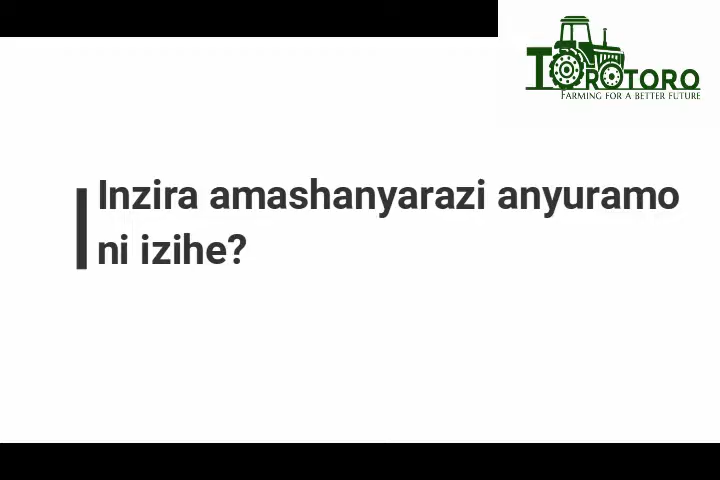 TOROTORO
FARMING FOR A BETTER FUTURE
Inzira amashanyarazi anyuramo
ni izihe?